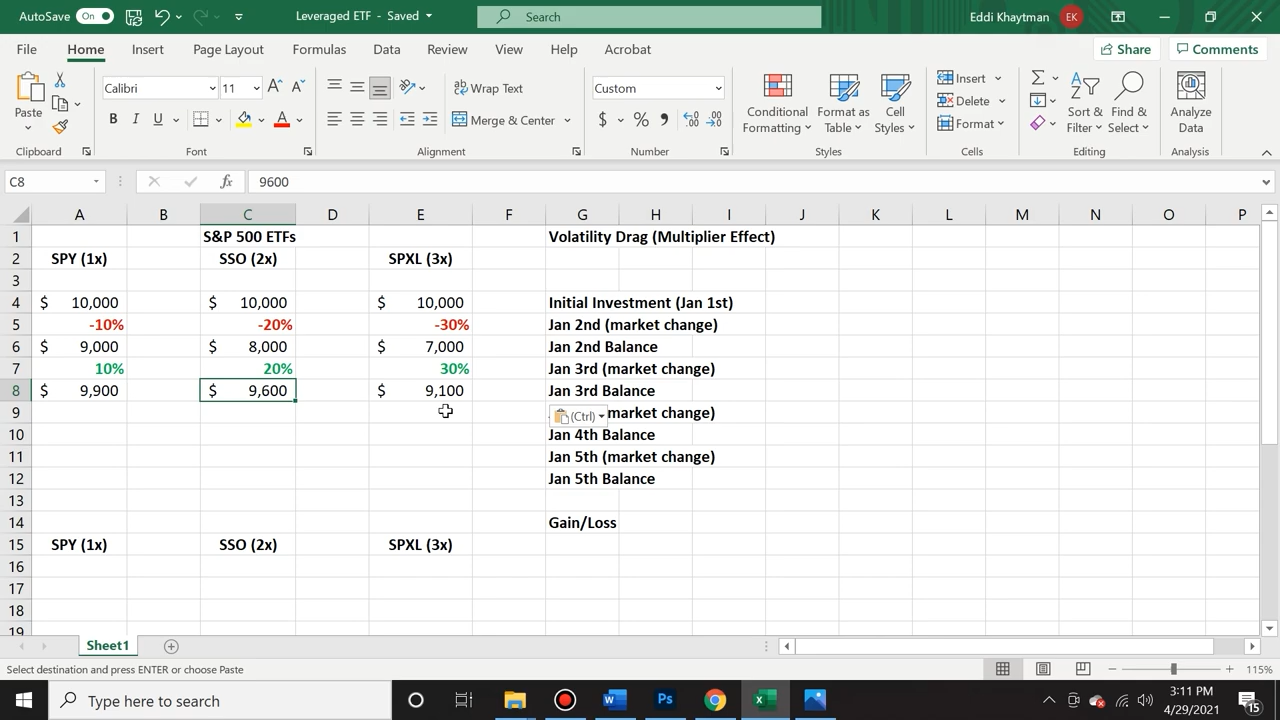 AutoSave On Leveraged ETF - Saved Search Eddi Khaytman EK
File Home Insert Page Layout Formulas Data Review View Help Acrobat Share Comments
Paste Calibri 11 A A Wrap Text Custom Conditional Formatting Format as Table Cell Styles Insert Sort & Filter Find & Select Analyze Data
B I U A Merge & Center $ % Delete
Format
Clipboard Font Alignment Number Styles Cells Editing Analysis
C8 fx 9600
A B C D E F G H I J K L M N O P
1 S&P 500 ETFs Volatility Drag (Multiplier Effect)
2 SPY (1x) SSO (2x) SPXL (3x)
3
4 $ 10,000 $ 10,000 $ 10,000 Initial Investment (Jan 1st)
5 -10% -20% -30% Jan 2nd (market change)
6 $ 9,000 $ 8,000 $ 7,000 Jan 2nd Balance
7 10% 20% 30% Jan 3rd (market change)
8 $ 9,900 $ 9,600 $ 9,100 Jan 3rd Balance
9 (Ctrl) market change)
10 Jan 4th Balance
11 Jan 5th (market change)
12 Jan 5th Balance
13
14 Gain/Loss
15 SPY (1x) SSO (2x) SPXL (3x)
16
17
18
19
Sheet1
Select destination and press ENTER or choose Paste 115%
Type here to search W Ps 3:11 PM
4/29/2021 15